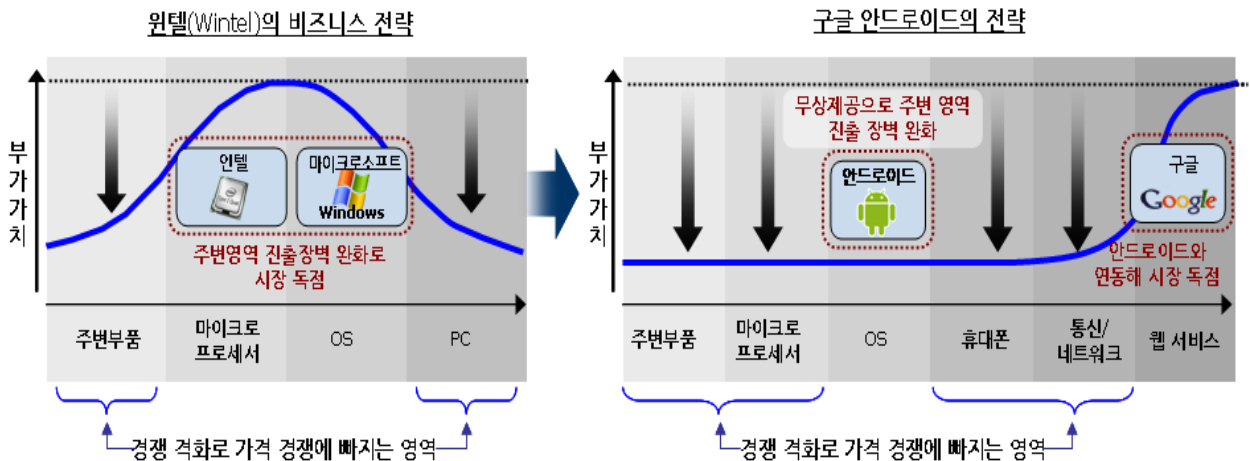 윈텔(Wintel)의 비즈니스 전략
부가가치
인텔
마이크로소프트
Windows
주변영역 진출장벽 완화로
시장 독점
주변부품
마이크로
프로세서
OS
PC
경쟁 격화로 가격 경쟁에 빠지는 영역
구글 안드로이드의 전략
부가가치
무상제공으로 주변 영역
진출 장벽 완화
안드로이드
구글
Google
안드로이드와
연동해 시장 독점
주변부품
마이크로
프로세서
OS
휴대폰
통신/
네트워크
웹 서비스
경쟁 격화로 가격 경쟁에 빠지는 영역